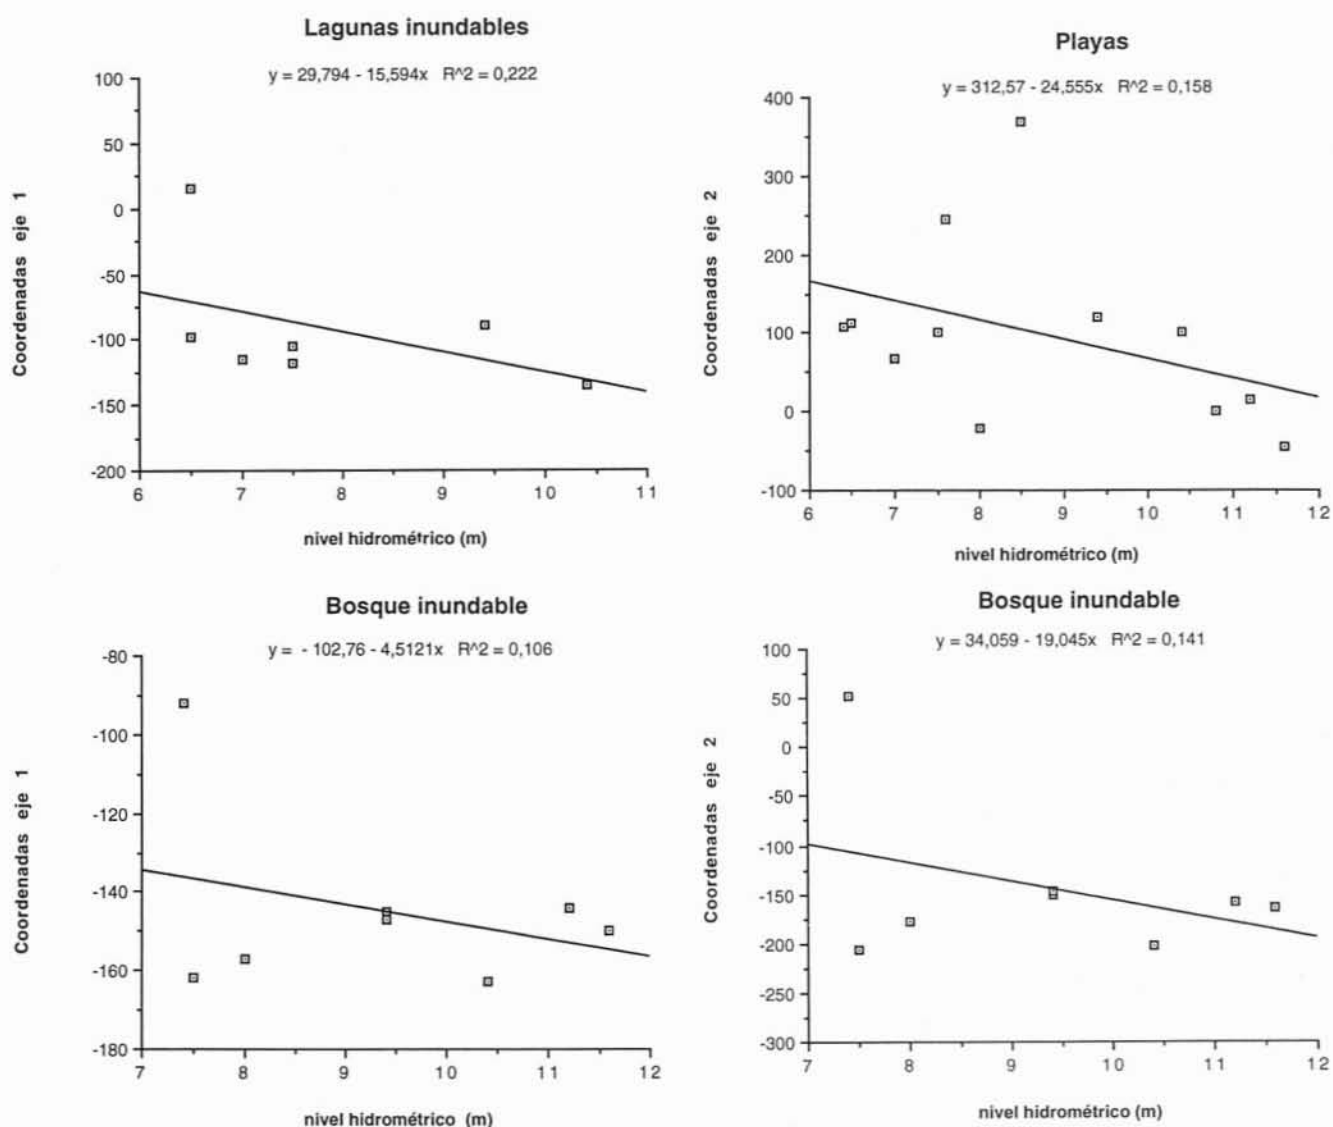 Lagunas inundables
y = 29,794 - 15,594x R^2 = 0,222
100
50
0
-50
-100
-150
-200
Coordenadas eje 1
6 7 8 9 10 11
nivel hidrométrico (m)
Playas
y = 312,57 - 24,555x R^2 = 0,158
400
300
200
100
0
-100
Coordenadas eje 2
6 7 8 9 10 11 12
nivel hidrométrico (m)
Bosque inundable
y = - 102,76 - 4,5121x R^2 = 0,106
-80
-100
-120
-140
-160
-180
Coordenadas eje 1
7 8 9 10 11 12
nivel hidrométrico (m)
Bosque inundable
y = 34,059 - 19,045x R^2 = 0,141
100
50
0
-50
-100
-150
-200
-250
-300
Coordenadas eje 2
7 8 9 10 11 12
nivel hidrométrico (m)